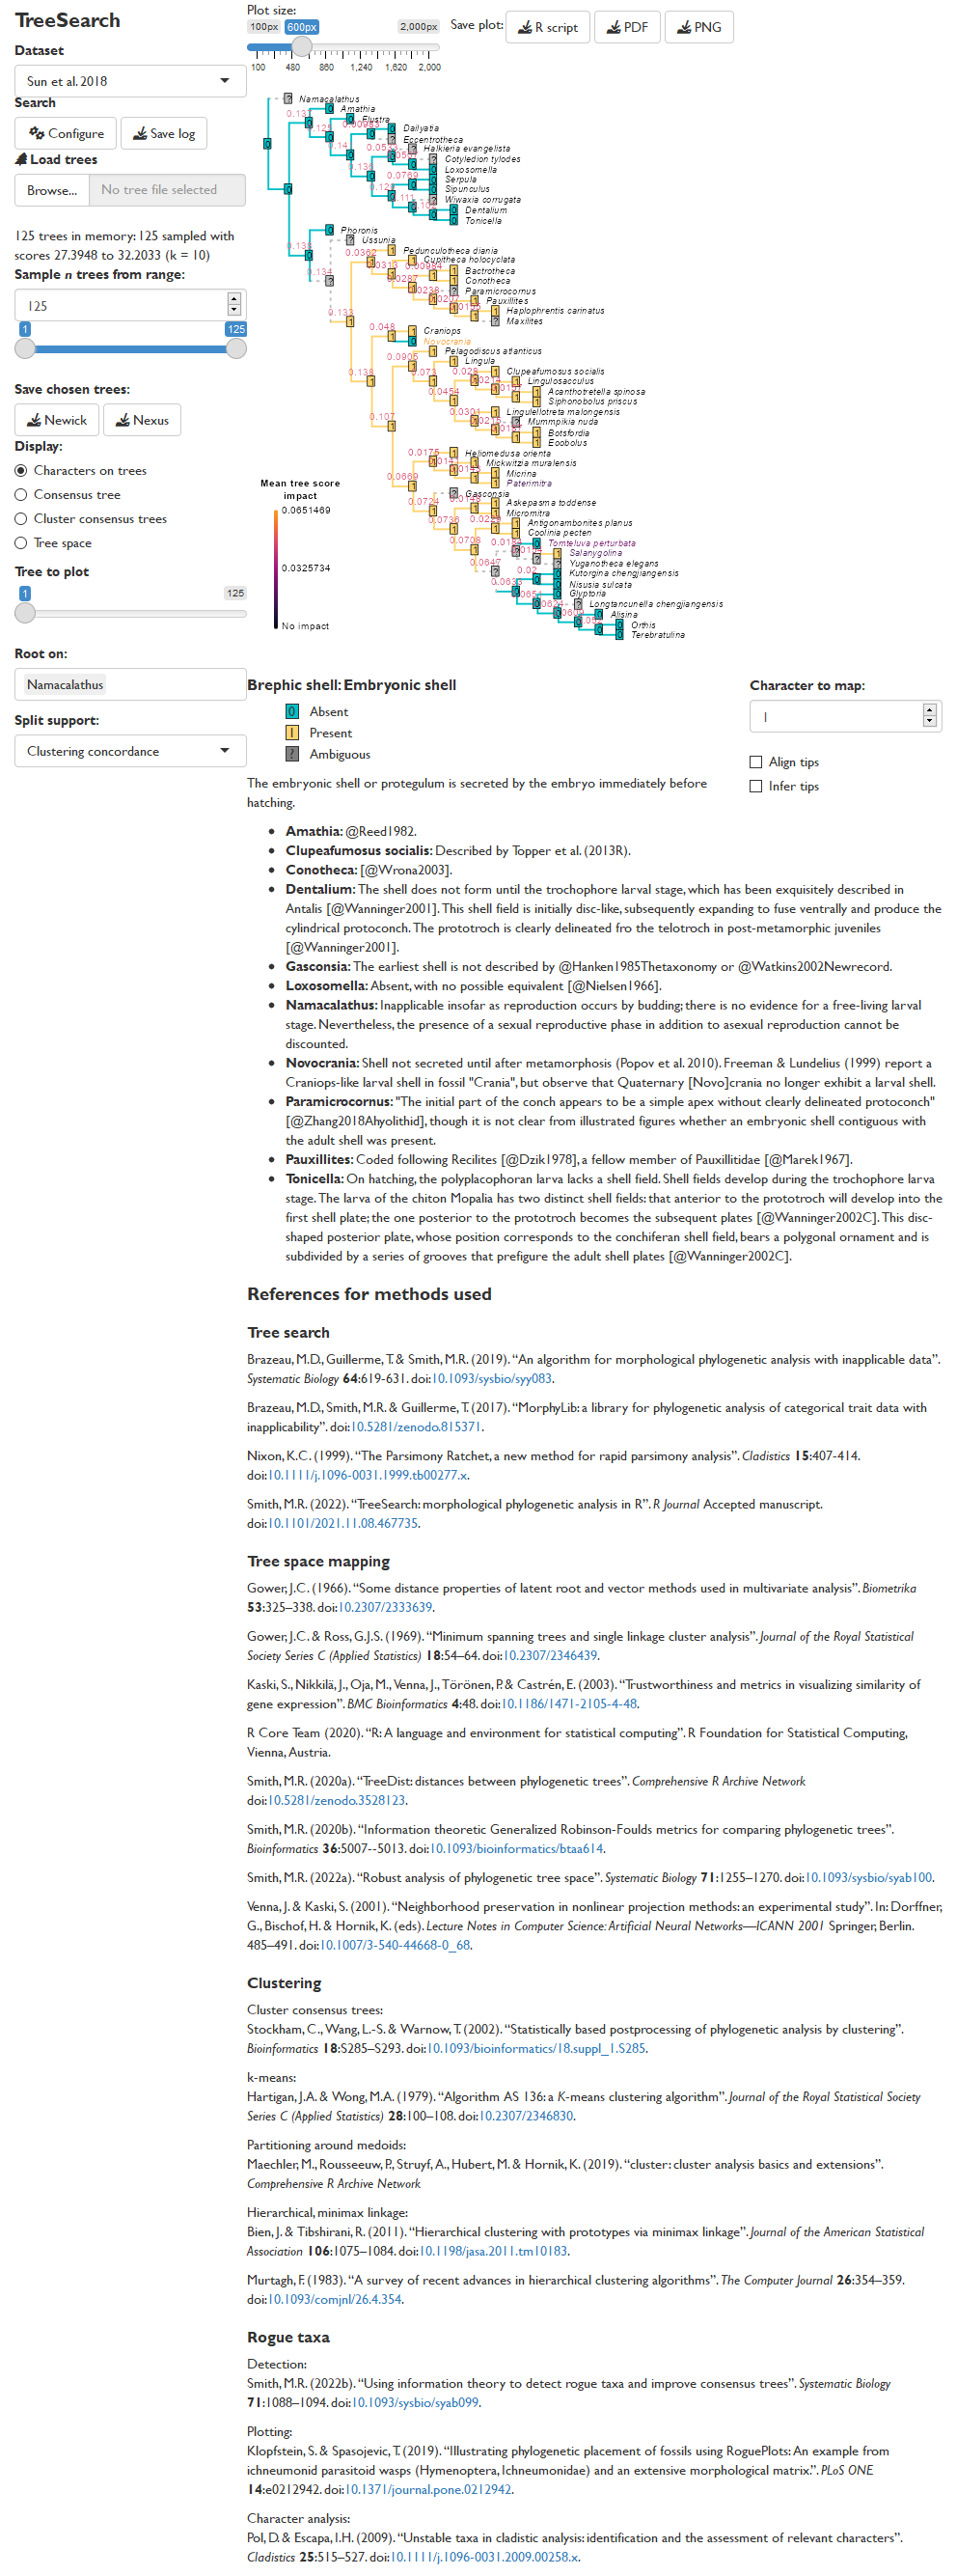 TreeSearch
Dataset
Sun et al. 2018
Search
Configure
Save log
Load trees
Browse...
No tree file selected
125 trees in memory: 125 sampled with
scores 27.3948 to 32.2033 (k = 10)
Sample n trees from range:
125
1
125
Save chosen trees:
Newick
Nexus
Display:
Characters on trees
Consensus tree
Cluster consensus trees
Tree space
Tree to plot
1
125
Root on:
Namacalathus
Split support:
Clustering concordance
Plot size:
100px
600px
2,000px
100 480 860 1,240 1,620 2,000
Save plot:
R script
PDF
PNG
Namacalathus
Amathia
Flustra
Dailyatia
Eccentrotheca
Halkieria evangelista
Cotyledion tylodes
Loxosomella
Serpula
Sipunculus
Wiwaxia corrugata
Dentalium
Tonicella
Phoronis
Ussunia
Pedunculotheca diania
Cupitheca holocyclata
Bactrotheca
Conotheca
Paramicrocornus
Pauxillites
Haplophrentis carinatus
Maxilites
Craniops
Novocrania
Pelagodiscus atlanticus
Lingula
Clupeafumosus socialis
Lingulosacculus
Acanthotretella spinosa
Siphonobolus priscus
Lingulellotreta malongensis
Mummpikia nuda
Botsfordia
Eoobolus
Heliomedusa orienta
Mickwitzia muralensis
Micrina
Paterimitra
Gasconsia
Askepasma toddense
Micromitra
Antigonambonites planus
Coolinia pecten
Tomteluva perturbata
Salanygolina
Yuganotheca elegans
Kutorgina chengjiangensis
Nisusia sulcata
Glyptoria
Longtancunella chengjiangensis
Alisina
Orthis
Terebratulina
Mean tree score
impact
0.0651469
0.0325734
No impact
Brephic shell: Embryonic shell
0 Absent
1 Present
? Ambiguous
Character to map:
1
Align tips
Infer tips
The embryonic shell or protegulum is secreted by the embryo immediately before
hatching.
Amathia: @Reed1982.
Clupeafumosus socialis: Described by Topper et al. (2013R).
Conotheca: [@Wrona2003].
Dentalium: The shell does not form until the trochophore larval stage, which has been exquisitely described in
Antalis [@Wanninger2001]. This shell field is initially disc-like, subsequently expanding to fuse ventrally and produce the
cylindrical protoconch. The prototroch is clearly delineated fro the telotroch in post-metamorphic juveniles
[@Wanninger2001].
Gasconsia: The earliest shell is not described by @Hanken1985Thetaxonomy or @Watkins2002Newrecord.
Loxosomella: Absent, with no possible equivalent [@Nielsen1966].
Namacalathus: Inapplicable insofar as reproduction occurs by budding; there is no evidence for a free-living larval
stage. Nevertheless, the presence of a sexual reproductive phase in addition to asexual reproduction cannot be
discounted.
Novocrania: Shell not secreted until after metamorphosis (Popov et al. 2010). Freeman & Lundelius (1999) report a
Craniops-like larval shell in fossil "Crania", but observe that Quaternary [Novo]crania no longer exhibit a larval shell.
Paramicrocornus: "The initial part of the conch appears to be a simple apex without clearly delineated protoconch"
[@Zhang2018Ahyolithid], though it is not clear from illustrated figures whether an embryonic shell contiguous with
the adult shell was present.
Pauxillites: Coded following Recilites [@Dzik1978], a fellow member of Pauxillitidae [@Marek1967].
Tonicella: On hatching, the polyplacophoran larva lacks a shell field. Shell fields develop during the trochophore larva
stage. The larva of the chiton Mopalia has two distinct shell fields: that anterior to the prototroch will develop into the
first shell plate; the one posterior to the prototroch becomes the subsequent plates [@Wanninger2002C]. This disc-
shaped posterior plate, whose position corresponds to the conchiferan shell field, bears a polygonal ornament and is
subdivided by a series of grooves that prefigure the adult shell plates [@Wanninger2002C].
References for methods used
Tree search
Brazeau, M.D., Guillerme, T. & Smith, M.R. (2019). “An algorithm for morphological phylogenetic analysis with inapplicable data”.
Systematic Biology 64:619-631. doi:10.1093/sysbio/syy083.
Brazeau, M.D., Smith, M.R. & Guillerme, T. (2017). “MorphyLib: a library for phylogenetic analysis of categorical trait data with
inapplicability”. doi:10.5281/zenodo.815371.
Nixon, K.C. (1999). “The Parsimony Ratchet, a new method for rapid parsimony analysis”. Cladistics 15:407-414.
doi:10.1111/j.1096-0031.1999.tb00277.x.
Smith, M.R. (2022). “TreeSearch: morphological phylogenetic analysis in R”. R Journal Accepted manuscript.
doi:10.1101/2021.11.08.467735.
Tree space mapping
Gower, J.C. (1966). “Some distance properties of latent root and vector methods used in multivariate analysis”. Biometrika
53:325–338. doi:10.2307/2333639.
Gower, J.C. & Ross, G.J.S. (1969). “Minimum spanning trees and single linkage cluster analysis”. Journal of the Royal Statistical
Society Series C (Applied Statistics) 18:54–64. doi:10.2307/2346439.
Kaski, S., Nikkilä, J., Oja, M., Venna, J., Törönen, P. & Castrén, E. (2003). “Trustworthiness and metrics in visualizing similarity of
gene expression”. BMC Bioinformatics 4:48. doi:10.1186/1471-2105-4-48.
R Core Team (2020). “R: A language and environment for statistical computing”. R Foundation for Statistical Computing,
Vienna, Austria.
Smith, M.R. (2020a). “TreeDist: distances between phylogenetic trees”. Comprehensive R Archive Network
doi:10.5281/zenodo.3528123.
Smith, M.R. (2020b). “Information theoretic Generalized Robinson-Foulds metrics for comparing phylogenetic trees”.
Bioinformatics 36:5007--5013. doi:10.1093/bioinformatics/btaa614.
Smith, M.R. (2022a). “Robust analysis of phylogenetic tree space”. Systematic Biology 71:1255–1270. doi:10.1093/sysbio/syab100.
Venna, J. & Kaski, S. (2001). “Neighborhood preservation in nonlinear projection methods: an experimental study”. In: Dorffner,
G., Bischof, H. & Hornik, K. (eds). Lecture Notes in Computer Science: Artificial Neural Networks—ICANN 2001 Springer, Berlin.
485–491. doi:10.1007/3-540-44668-0_68.
Clustering
Cluster consensus trees:
Stockham, C., Wang, L.-S. & Warnow, T. (2002). “Statistically based postprocessing of phylogenetic analysis by clustering”.
Bioinformatics 18:S285–S293. doi:10.1093/bioinformatics/18.suppl_1.S285.
k-means:
Hartigan, J.A. & Wong, M.A. (1979). “Algorithm AS 136: a K-means clustering algorithm”. Journal of the Royal Statistical Society
Series C (Applied Statistics) 28:100–108. doi:10.2307/2346830.
Partitioning around medoids:
Maechler, M., Rousseeuw, P., Struyf, A., Hubert, M. & Hornik, K. (2019). “cluster: cluster analysis basics and extensions”.
Comprehensive R Archive Network
Hierarchical, minimax linkage:
Bien, J. & Tibshirani, R. (2011). “Hierarchical clustering with prototypes via minimax linkage”. Journal of the American Statistical
Association 106:1075–1084. doi:10.1198/jasa.2011.tm10183.
Murtagh, F. (1983). “A survey of recent advances in hierarchical clustering algorithms”. The Computer Journal 26:354–359.
doi:10.1093/comjnl/26.4.354.
Rogue taxa
Detection:
Smith, M.R. (2022b). “Using information theory to detect rogue taxa and improve consensus trees”. Systematic Biology
71:1088–1094. doi:10.1093/sysbio/syab099.
Plotting:
Klopfstein, S. & Spasojevic, T. (2019). “Illustrating phylogenetic placement of fossils using RoguePlots: An example from
ichneumonid parasitoid wasps (Hymenoptera, Ichneumonidae) and an extensive morphological matrix.”. PLoS ONE
14:e0212942. doi:10.1371/journal.pone.0212942.
Character analysis:
Pol, D. & Escapa, I.H. (2009). “Unstable taxa in cladistic analysis: identification and the assessment of relevant characters”.
Cladistics 25:515–527. doi:10.1111/j.1096-0031.2009.00258.x.